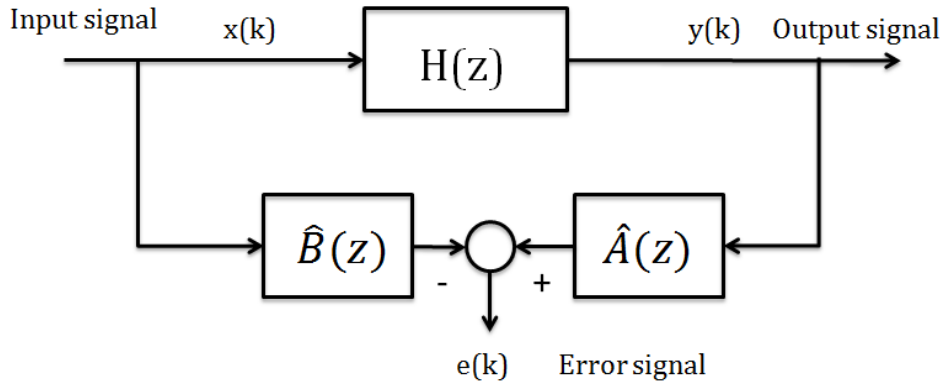 Input signal
x(k)
H(z)
y(k)
Output signal
B̂(z)
Â(z)
-
+
e(k)
Error signal